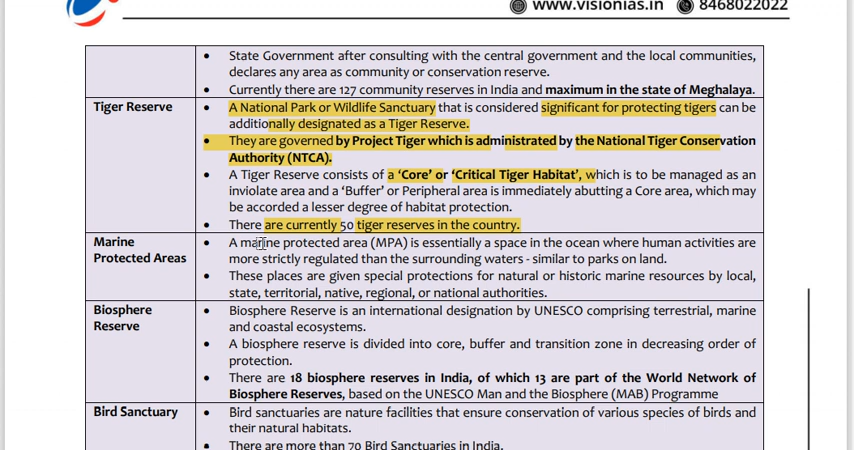 www.visionias.in 8468022022
State Government after consulting with the central government and the local communities,
declares any area as community or conservation reserve.
Currently there are 127 community reserves in India and maximum in the state of Meghalaya.
Tiger Reserve
A National Park or Wildlife Sanctuary that is considered significant for protecting tigers can be
additionally designated as a Tiger Reserve.
They are governed by Project Tiger which is administrated by the National Tiger Conservation
Authority (NTCA).
A Tiger Reserve consists of a ‘Core’ or ‘Critical Tiger Habitat’, which is to be managed as an
inviolate area and a ‘Buffer’ or Peripheral area is immediately abutting a Core area, which may
be accorded a lesser degree of habitat protection.
There are currently 50 tiger reserves in the country.
Marine
Protected Areas
A marine protected area (MPA) is essentially a space in the ocean where human activities are
more strictly regulated than the surrounding waters - similar to parks on land.
These places are given special protections for natural or historic marine resources by local,
state, territorial, native, regional, or national authorities.
Biosphere
Reserve
Biosphere Reserve is an international designation by UNESCO comprising terrestrial, marine
and coastal ecosystems.
A biosphere reserve is divided into core, buffer and transition zone in decreasing order of
protection.
There are 18 biosphere reserves in India, of which 13 are part of the World Network of
Biosphere Reserves, based on the UNESCO Man and the Biosphere (MAB) Programme
Bird Sanctuary
Bird sanctuaries are nature facilities that ensure conservation of various species of birds and
their natural habitats.
There are more than 70 Bird Sanctuaries in India.